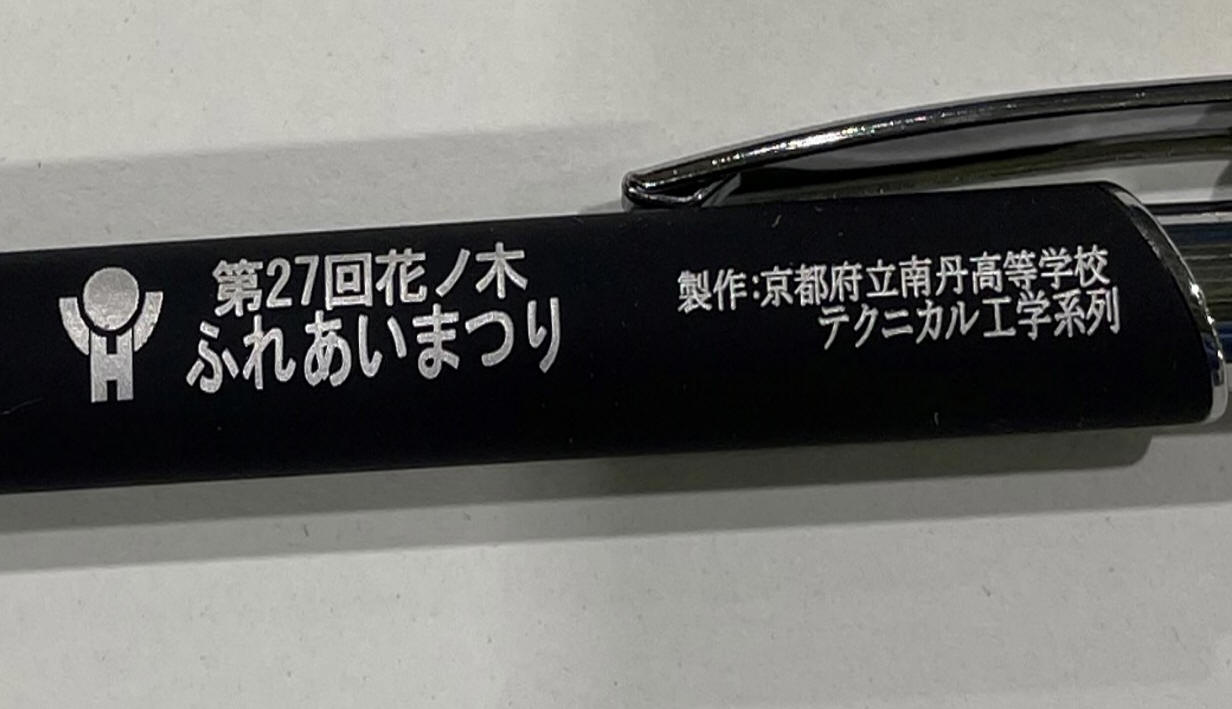 第27回花ノ木
ふれあいまつり
製作:京都府立南丹高等学校
テクニカル工学系列